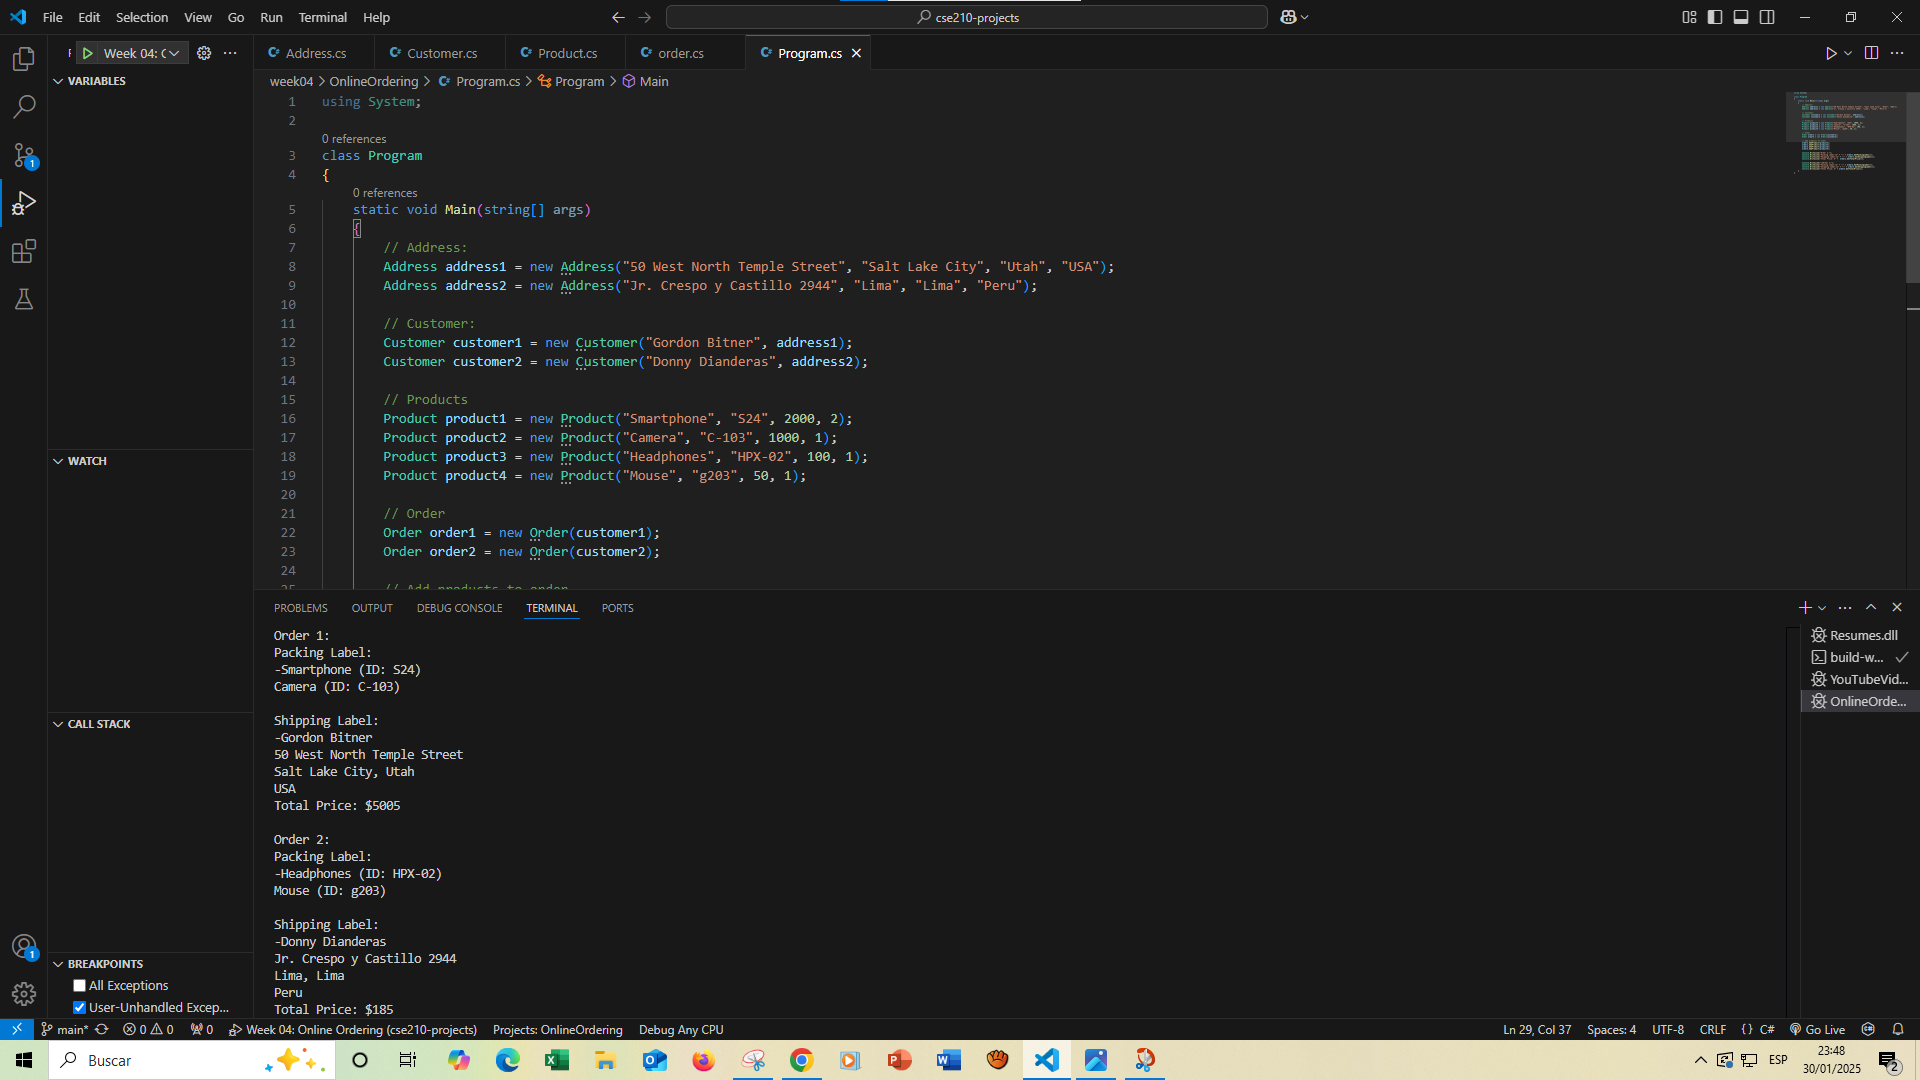 File Edit Selection View Go Run Terminal Help
cse210-projects
Week 04: C
Address.cs Customer.cs Product.cs order.cs Program.cs
week04 > OnlineOrdering > Program.cs > Program > Main
VARIABLES
WATCH
CALL STACK
BREAKPOINTS
All Exceptions
User-Unhandled Excep...
1 using System;
2
0 references
3 class Program
4 {
0 references
5 static void Main(string[] args)
6 {
7 // Address:
8 Address address1 = new Address("50 West North Temple Street", "Salt Lake City", "Utah", "USA");
9 Address address2 = new Address("Jr. Crespo y Castillo 2944", "Lima", "Lima", "Peru");
10
11 // Customer:
12 Customer customer1 = new Customer("Gordon Bitner", address1);
13 Customer customer2 = new Customer("Donny Dianderas", address2);
14
15 // Products
16 Product product1 = new Product("Smartphone", "S24", 2000, 2);
17 Product product2 = new Product("Camera", "C-103", 1000, 1);
18 Product product3 = new Product("Headphones", "HPX-02", 100, 1);
19 Product product4 = new Product("Mouse", "g203", 50, 1);
20
21 // Order
22 Order order1 = new Order(customer1);
23 Order order2 = new Order(customer2);
24
25 // Add products to order
PROBLEMS OUTPUT DEBUG CONSOLE TERMINAL PORTS
Order 1:
Packing Label:
-Smartphone (ID: S24)
Camera (ID: C-103)

Shipping Label:
-Gordon Bitner
50 West North Temple Street
Salt Lake City, Utah
USA
Total Price: $5005

Order 2:
Packing Label:
-Headphones (ID: HPX-02)
Mouse (ID: g203)

Shipping Label:
-Donny Dianderas
Jr. Crespo y Castillo 2944
Lima, Lima
Peru
Total Price: $185
Resumes.dll
build-w...
YouTubeVid...
OnlineOrde...
main* 0 0 0 Week 04: Online Ordering (cse210-projects) Projects: OnlineOrdering Debug Any CPU Ln 29, Col 37 Spaces: 4 UTF-8 CRLF {} C# Go Live
Buscar
ESP
23:48
30/01/2025
2